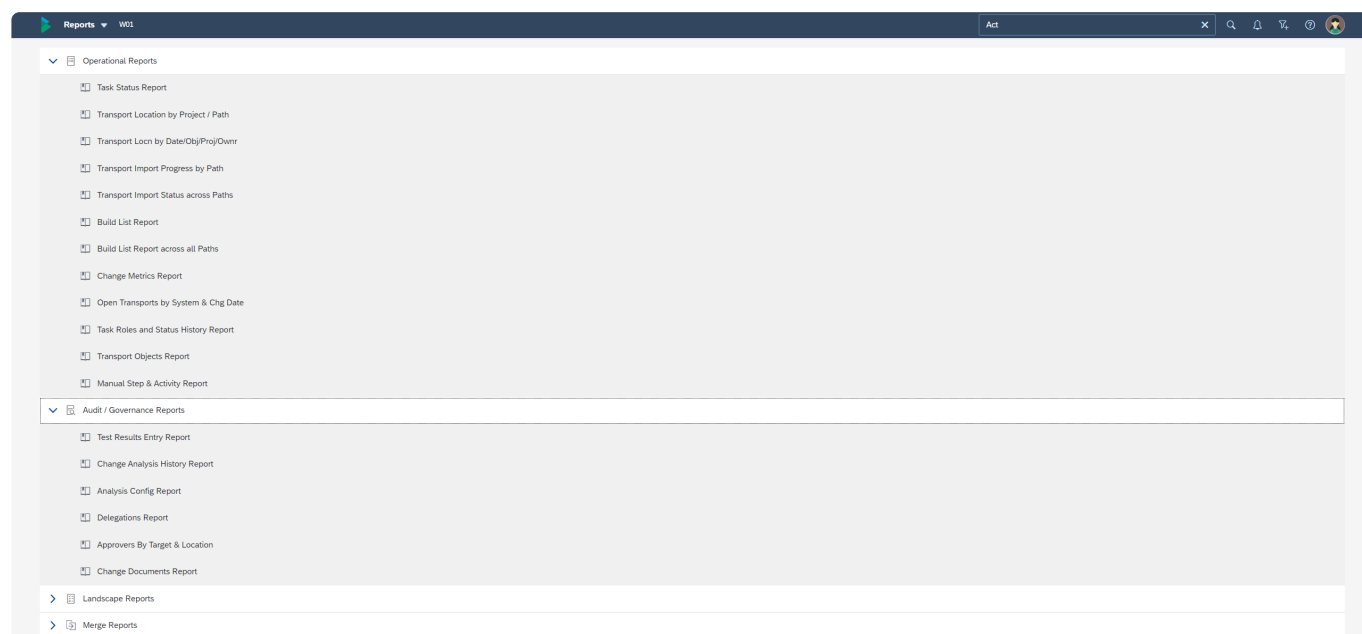 Reports W01 Act
Operational Reports
Task Status Report
Transport Location by Project / Path
Transport Locn by Date/Obj/Proj/Ownr
Transport Import Progress by Path
Transport Import Status across Paths
Build List Report
Build List Report across all Paths
Change Metrics Report
Open Transports by System & Chg Date
Task Roles and Status History Report
Transport Objects Report
Manual Step & Activity Report
Audit / Governance Reports
Test Results Entry Report
Change Analysis History Report
Analysis Config Report
Delegations Report
Approvers By Target & Location
Change Documents Report
Landscape Reports
Merge Reports